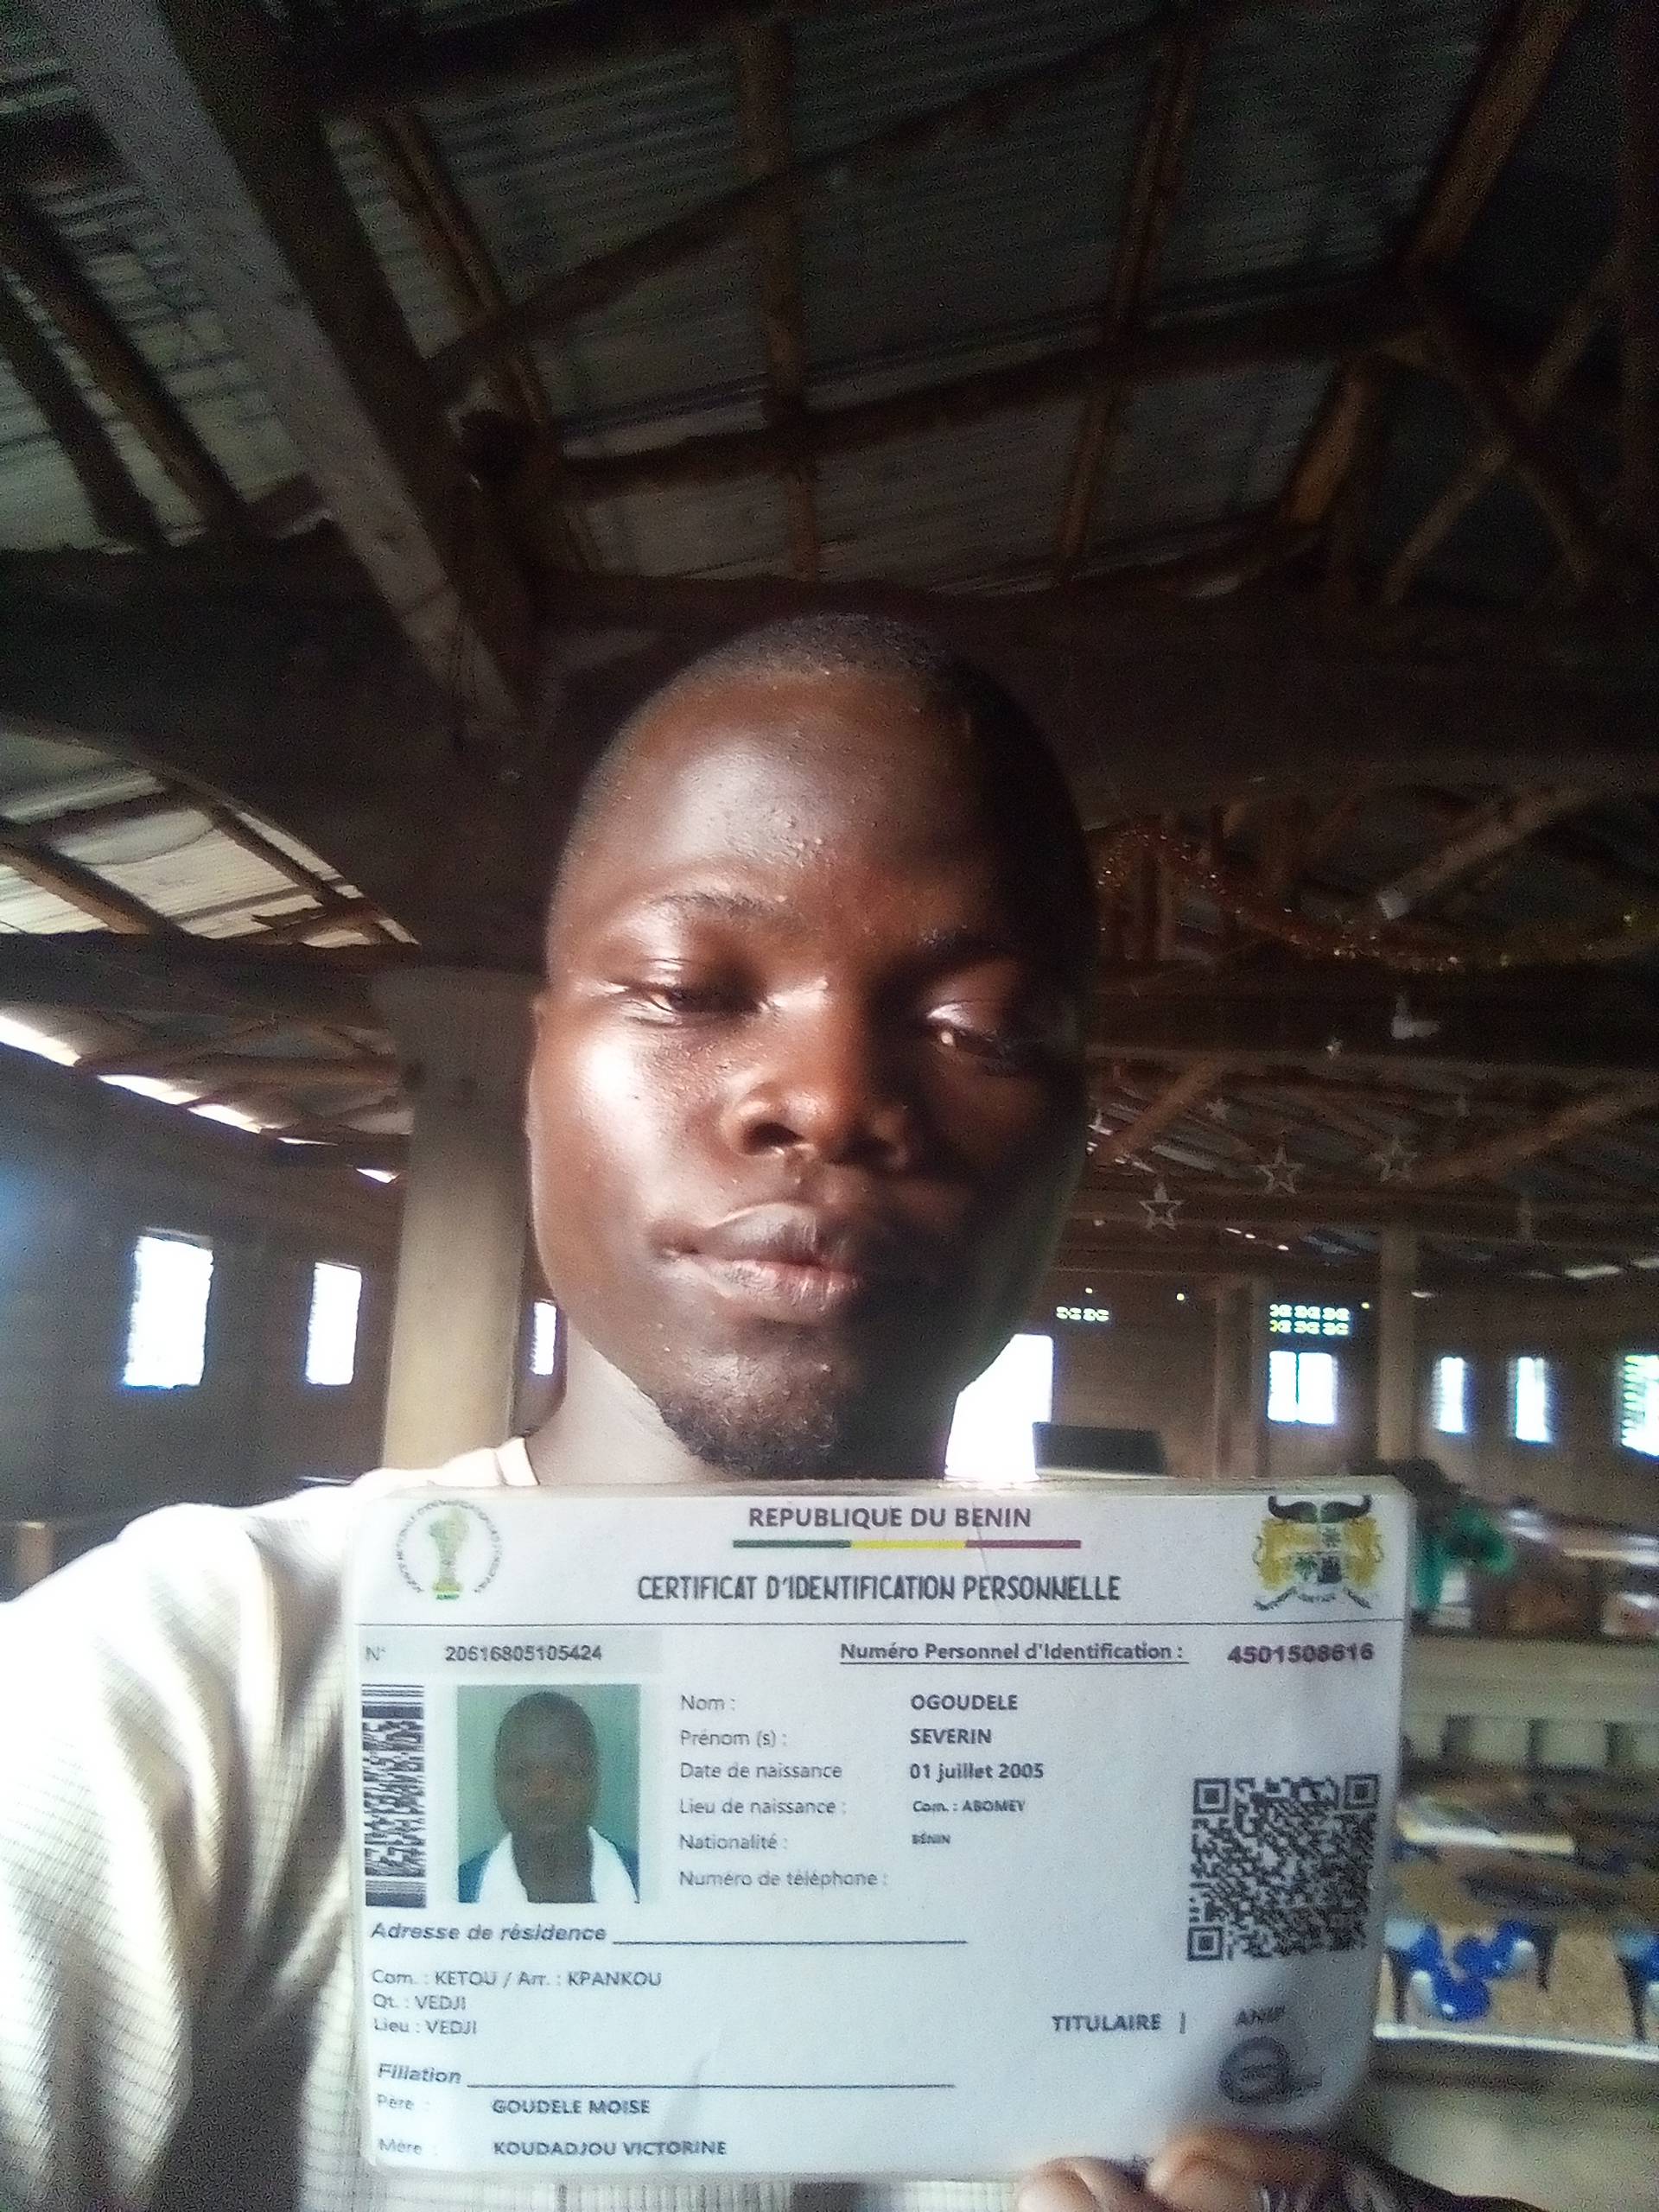 REPUBLIQUE DU BENIN
CERTIFICAT D'IDENTIFICATION PERSONNELLE
N° 20616805105424 Numéro Personnel d'Identification : 4501508616
Nom : OGOUDELE
Prénom (s) : SEVERIN
Date de naissance 01 juillet 2005
Lieu de naissance : Com. : ABOMEY
Nationalité : BÉNIN
Numéro de téléphone :
Adresse de résidence
Com. : KETOU / Arr. : KPANKOU
Qt. : VEDJI
Lieu : VEDJI
TITULAIRE | ANIP
Filiation
Père : GOUDELE MOISE
Mère : KOUDADJOU VICTORINE